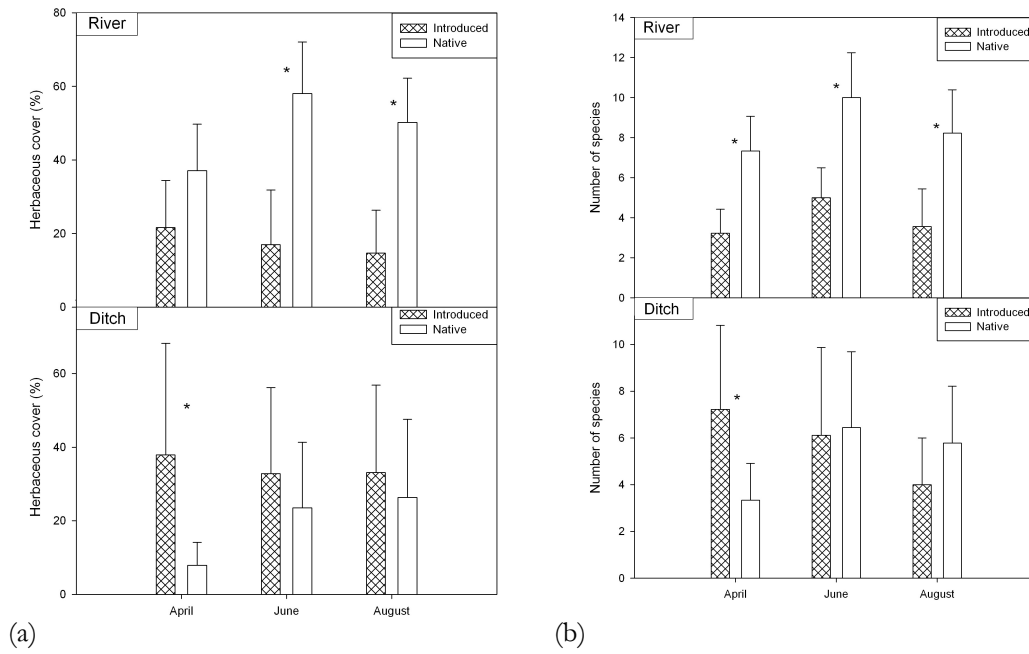 River
Introduced
Native
Herbaceous cover (%)
80
60
40
20
0
*
*
Ditch
Introduced
Native
Herbaceous cover (%)
60
40
20
0
*
April June August
(a)
River
Introduced
Native
Number of species
14
12
10
8
6
4
2
0
*
*
*
Ditch
Introduced
Native
Number of species
10
8
6
4
2
0
*
April June August
(b)